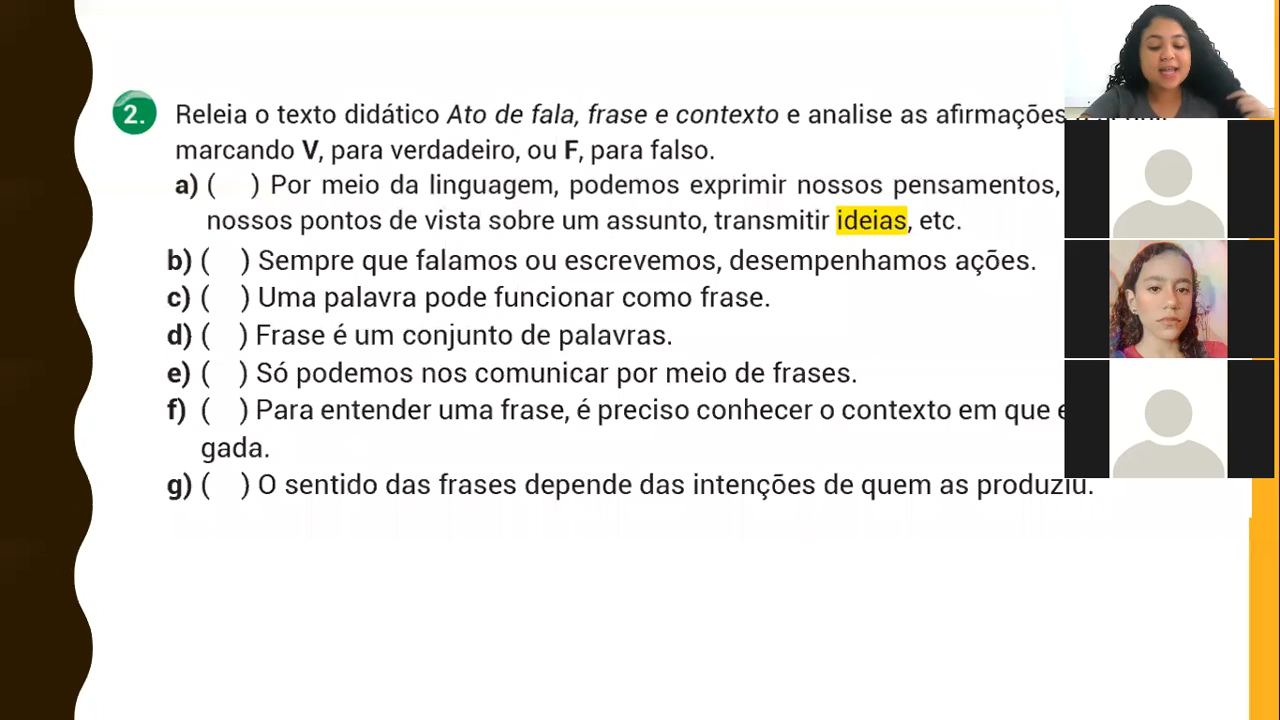 2. Releia o texto didático Ato de fala, frase e contexto e analise as afirmações
marcando V, para verdadeiro, ou F, para falso.
a) ( ) Por meio da linguagem, podemos exprimir nossos pensamentos,
nossos pontos de vista sobre um assunto, transmitir ideias, etc.
b) ( ) Sempre que falamos ou escrevemos, desempenhamos ações.
c) ( ) Uma palavra pode funcionar como frase.
d) ( ) Frase é um conjunto de palavras.
e) ( ) Só podemos nos comunicar por meio de frases.
f) ( ) Para entender uma frase, é preciso conhecer o contexto em que
gada.
g) ( ) O sentido das frases depende das intenções de quem as produziu.